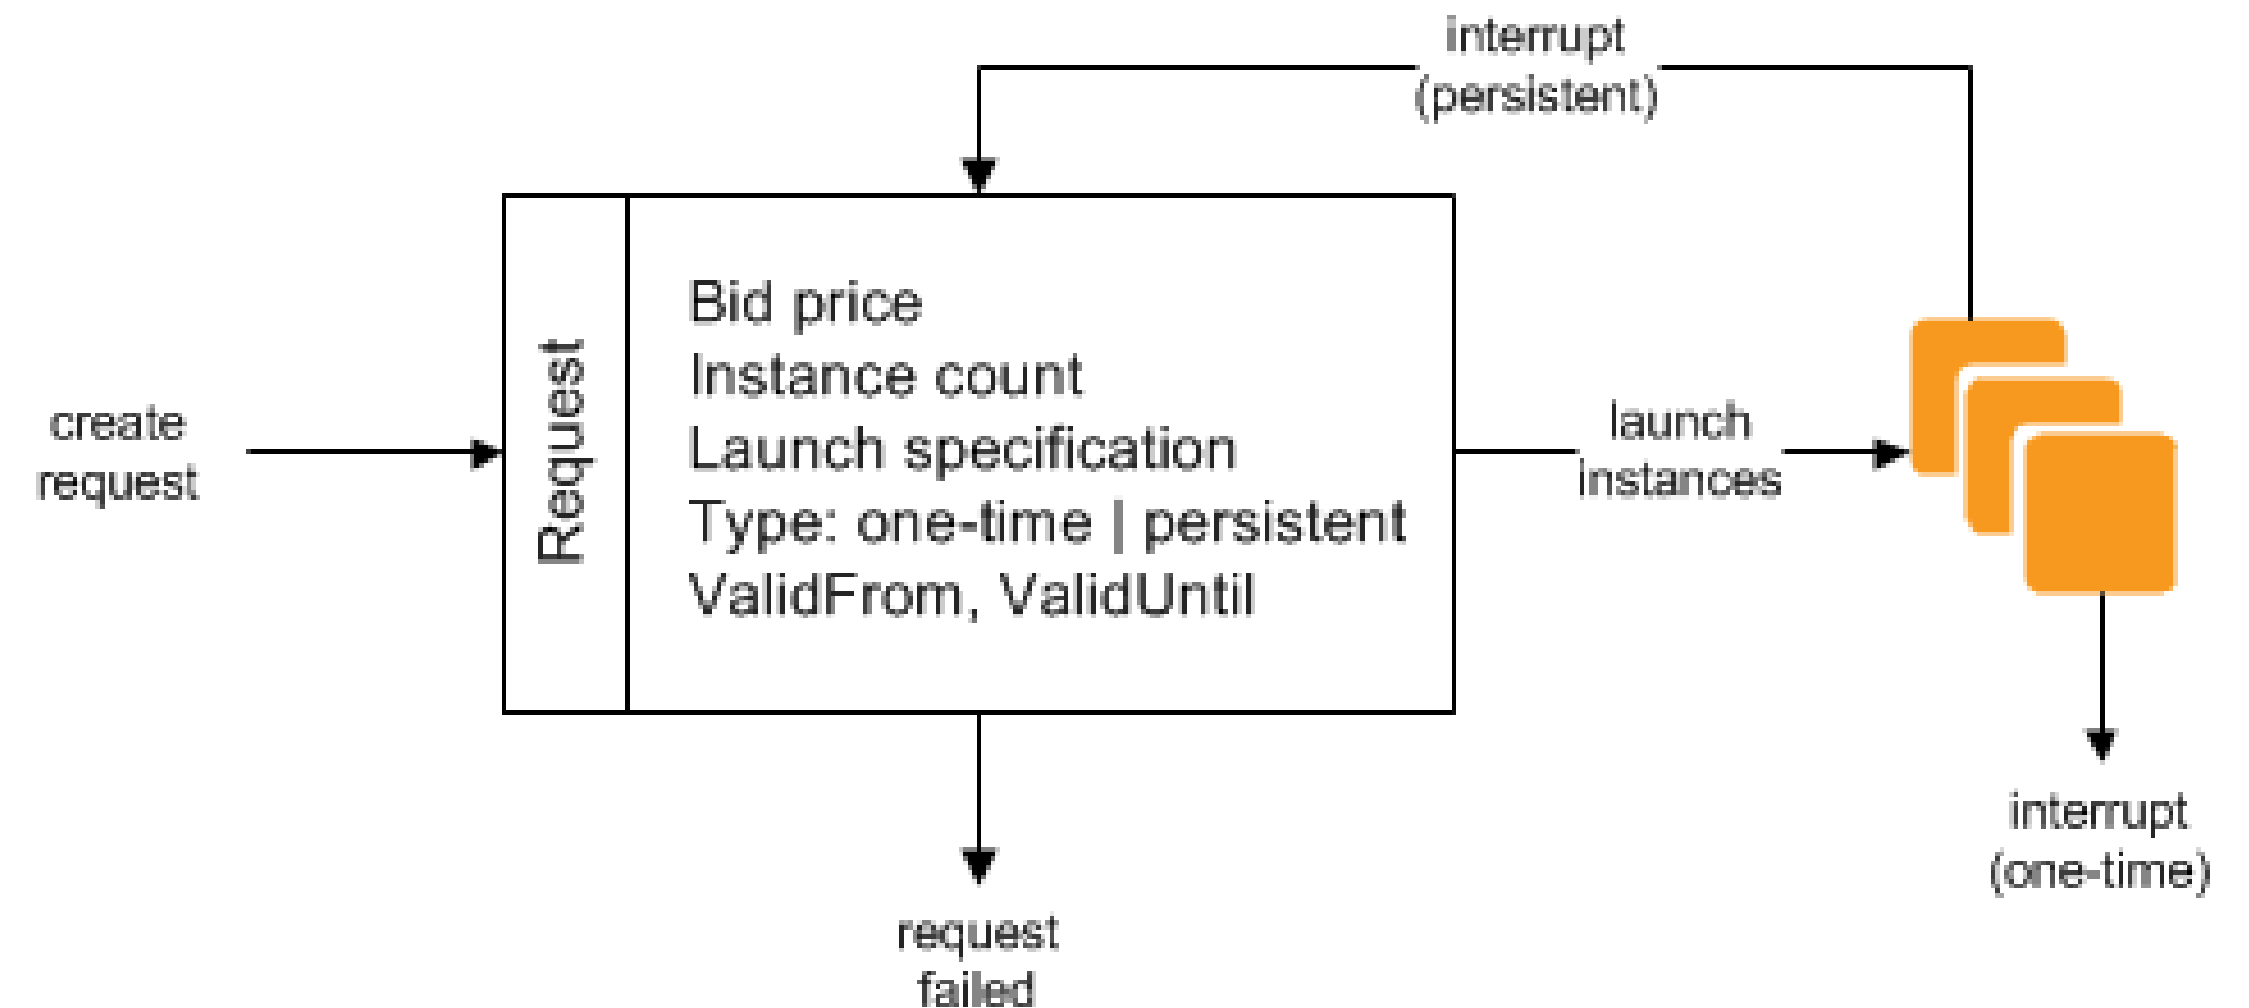 interrupt
(persistent)
create
request
Request
Bid price
Instance count
Launch specification
Type: one-time | persistent
ValidFrom, ValidUntil
launch
instances
interrupt
(one-time)
request
failed